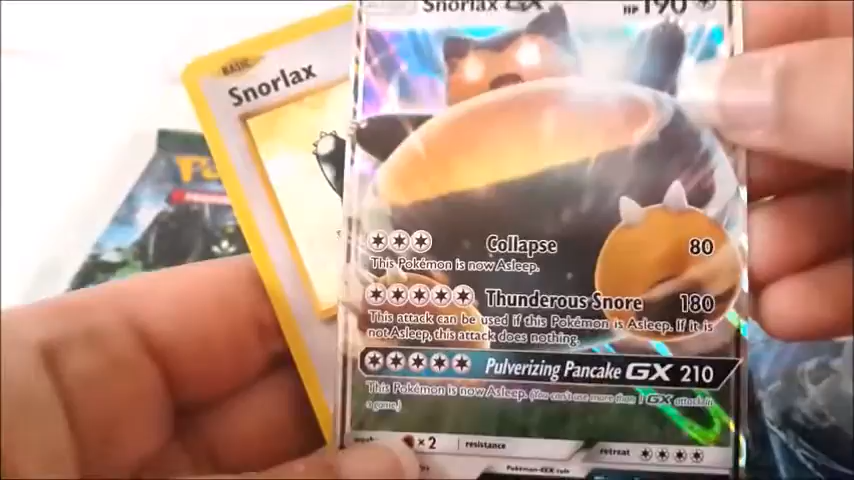 Snorlax GX HP 190
BASIC
Snorlax
Collapse 80
This Pokémon is now Asleep.
Thunderous Snore 180
This attack can be used if this Pokémon is Asleep. If it is
not Asleep, this attack does nothing.
Pulverizing Pancake GX 210
This Pokémon is now Asleep. (You can't use more than 1 GX attack in
a game.)
× 2 resistance retreat
Pokémon-GX rule